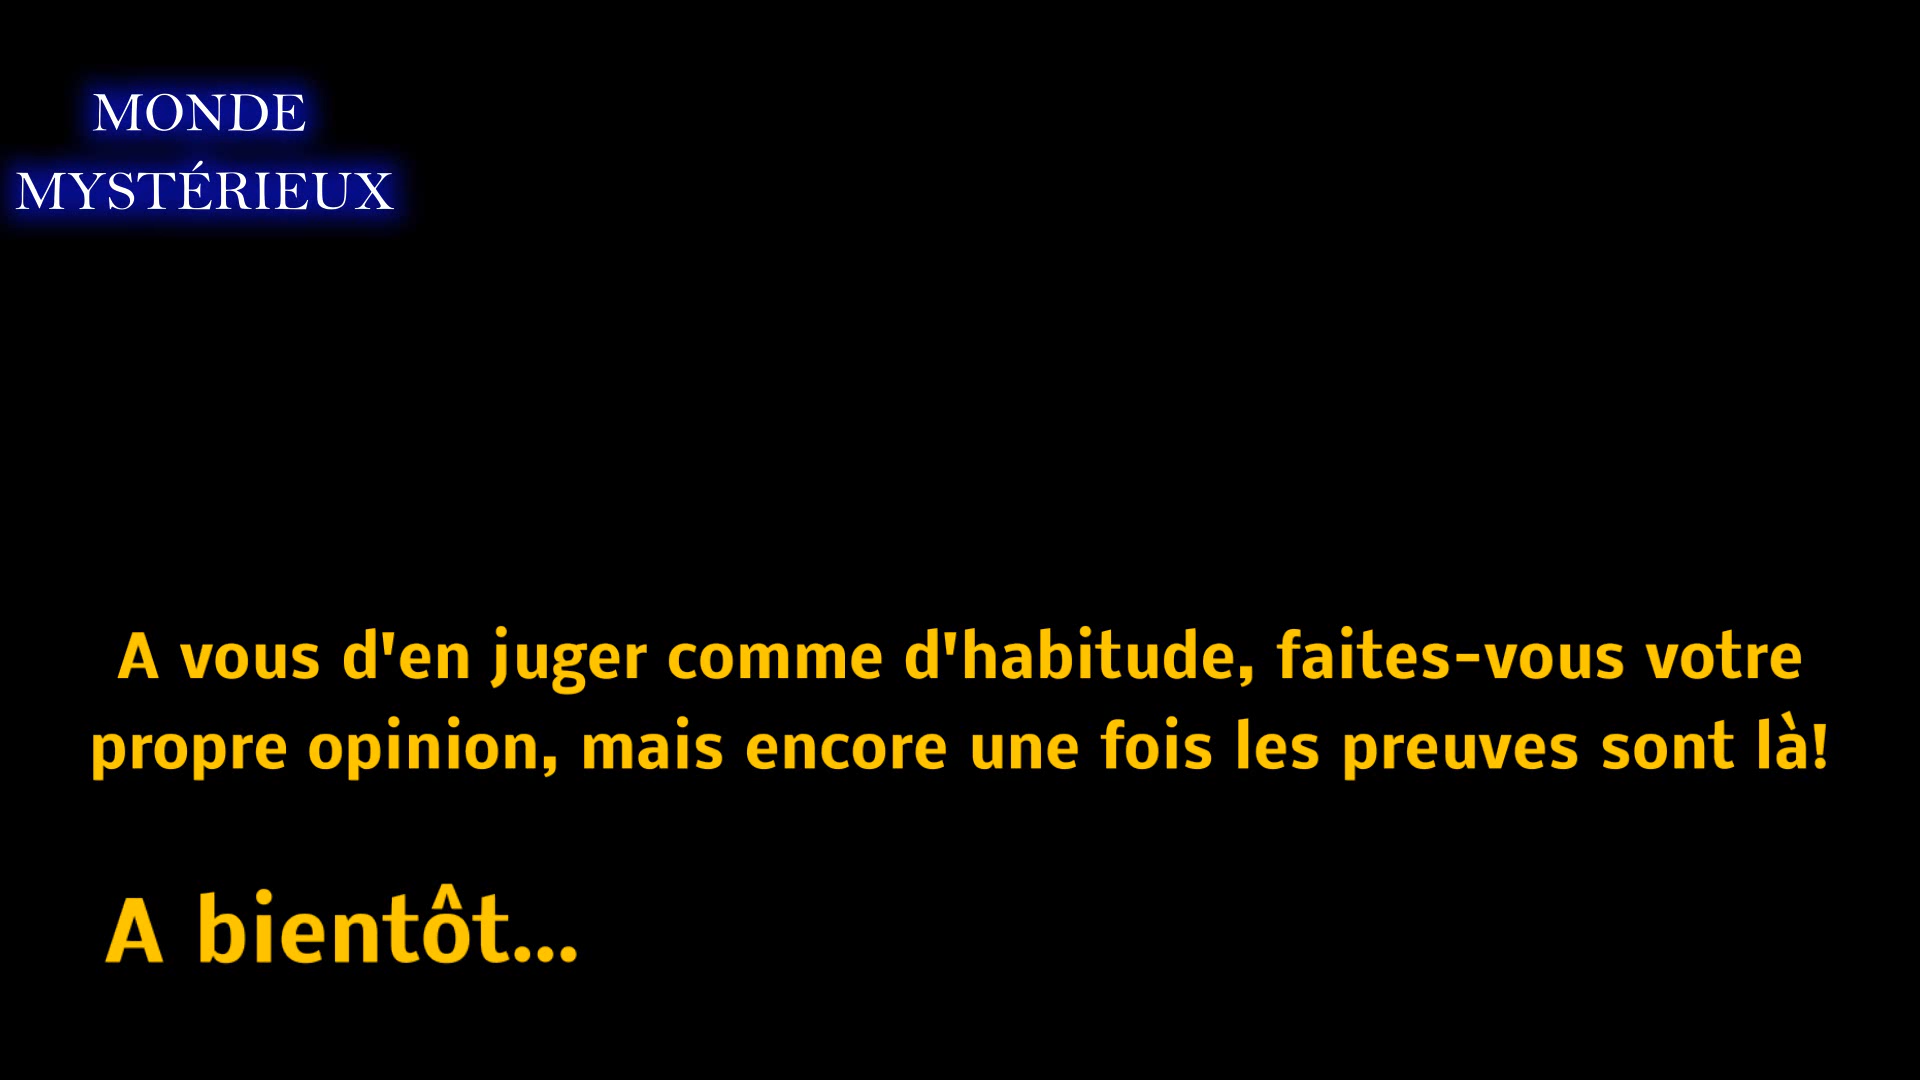 MONDE
MYSTÉRIEUX
A vous d'en juger comme d'habitude, faites-vous votre
propre opinion, mais encore une fois les preuves sont là!
A bientôt...